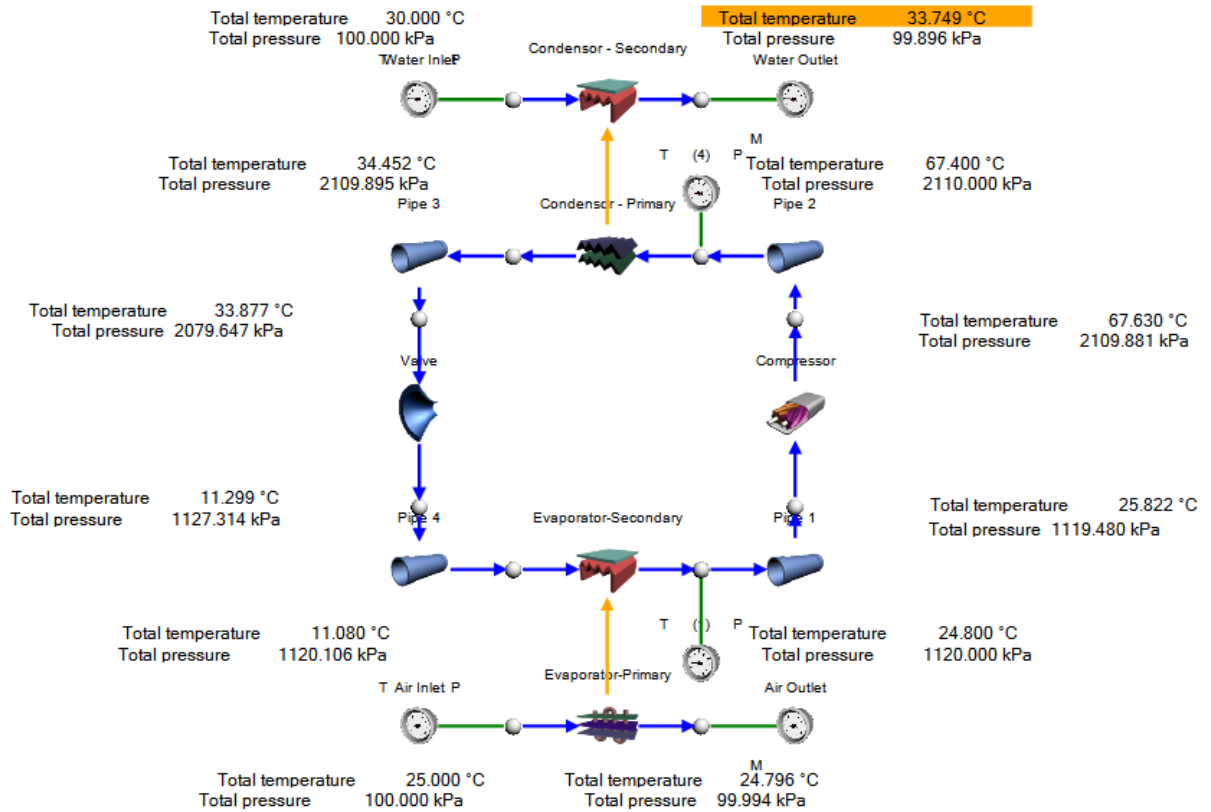 Total temperature 30.000 °C
Total pressure 100.000 kPa
Total temperature 33.749 °C
Total pressure 99.896 kPa
T Water Inlet P
Condensor - Secondary
Water Outlet
M
T (4) P
Total temperature 34.452 °C
Total pressure 2109.895 kPa
Total temperature 67.400 °C
Total pressure 2110.000 kPa
Pipe 3
Condensor - Primary
Pipe 2
Total temperature 33.877 °C
Total pressure 2079.647 kPa
Total temperature 67.630 °C
Total pressure 2109.881 kPa
Valve
Compressor
Total temperature 11.299 °C
Total pressure 1127.314 kPa
Total temperature 25.822 °C
Total pressure 1119.480 kPa
Pipe 4
Evaporator-Secondary
Pipe 1
Total temperature 11.080 °C
Total pressure 1120.106 kPa
T P
Total temperature 24.800 °C
Total pressure 1120.000 kPa
T Air Inlet P
Evaporator-Primary
Air Outlet
M
Total temperature 25.000 °C
Total pressure 100.000 kPa
Total temperature 24.796 °C
Total pressure 99.994 kPa